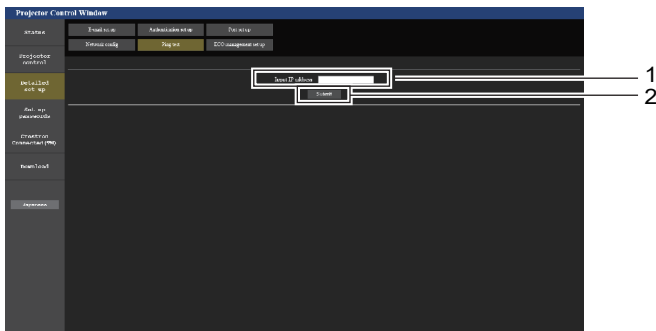 Projector Control Window
Status
E-mail set up
Authentication set up
Port set up
Network config
Ping test
ECO management set up
Projector
control
Input IP address
1
Detailed
set up
Submit
2
Set up
passwords
Crestron
Connected(TM)
Download
Japanese